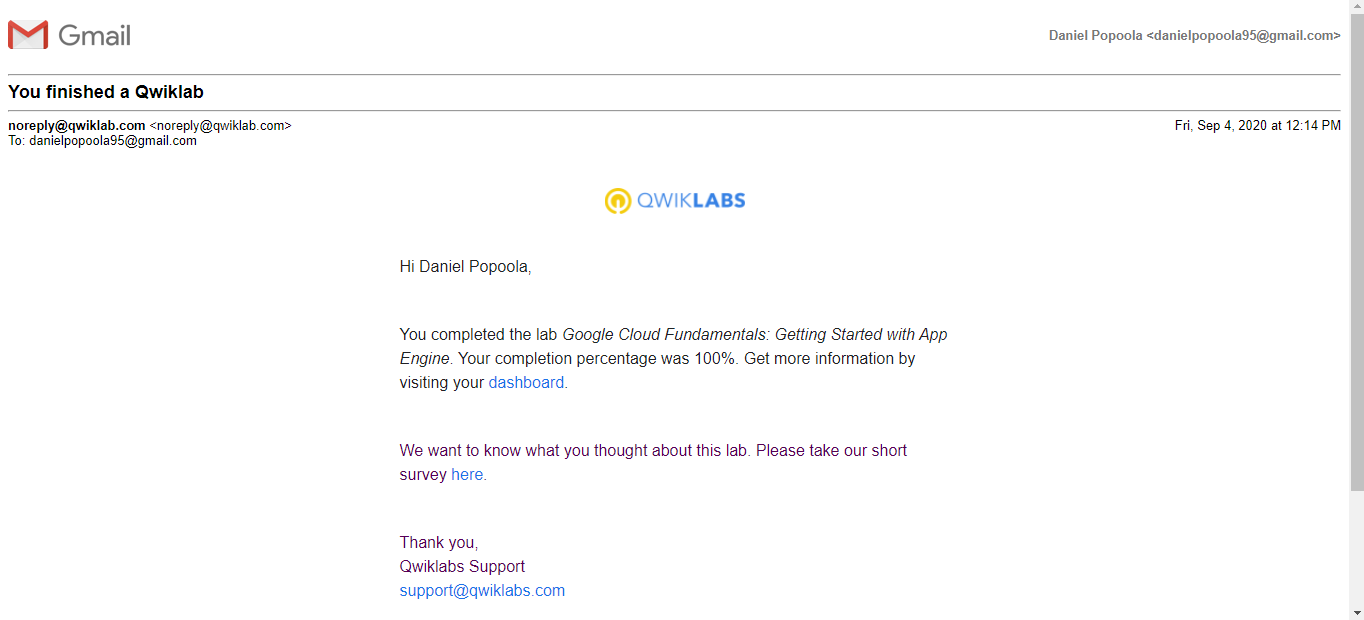 Gmail
Daniel Popoola <danielpopoola95@gmail.com>
You finished a Qwiklab
noreply@qwiklab.com <noreply@qwiklab.com>
Fri, Sep 4, 2020 at 12:14 PM
To: danielpopoola95@gmail.com
QWIKLABS
Hi Daniel Popoola,
You completed the lab Google Cloud Fundamentals: Getting Started with App
Engine. Your completion percentage was 100%. Get more information by
visiting your dashboard.
We want to know what you thought about this lab. Please take our short
survey here.
Thank you,
Qwiklabs Support
support@qwiklabs.com